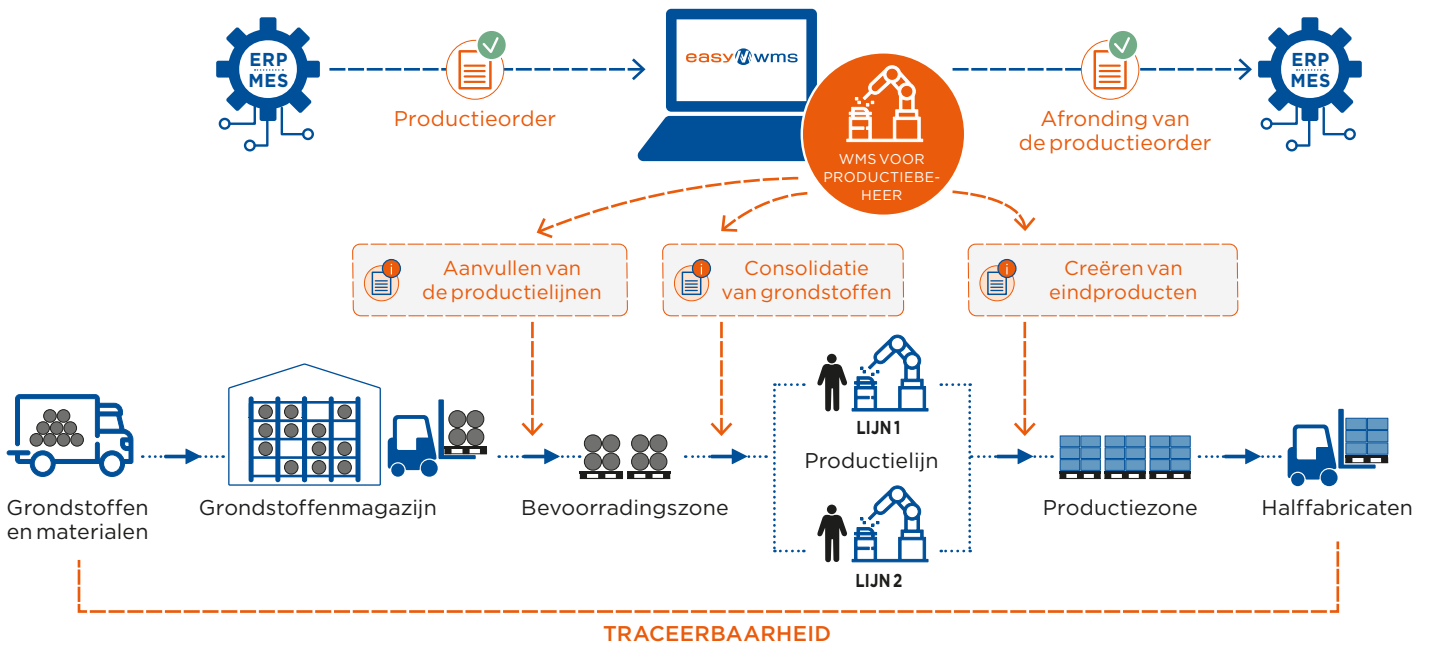 ERP
MES
Productieorder
easy wms
WMS VOOR
PRODUCTIEBE-
HEER
Afronding van
de productieorder
ERP
MES
i
Aanvullen van
de productielijnen
i
Consolidatie
van grondstoffen
i
Creëren van
eindproducten
LIJN 1
Productielijn
LIJN 2
Grondstoffen
en materialen
Grondstoffenmagazijn
Bevoorradingszone
Productiezone
Halffabricaten
TRACEERBAARHEID